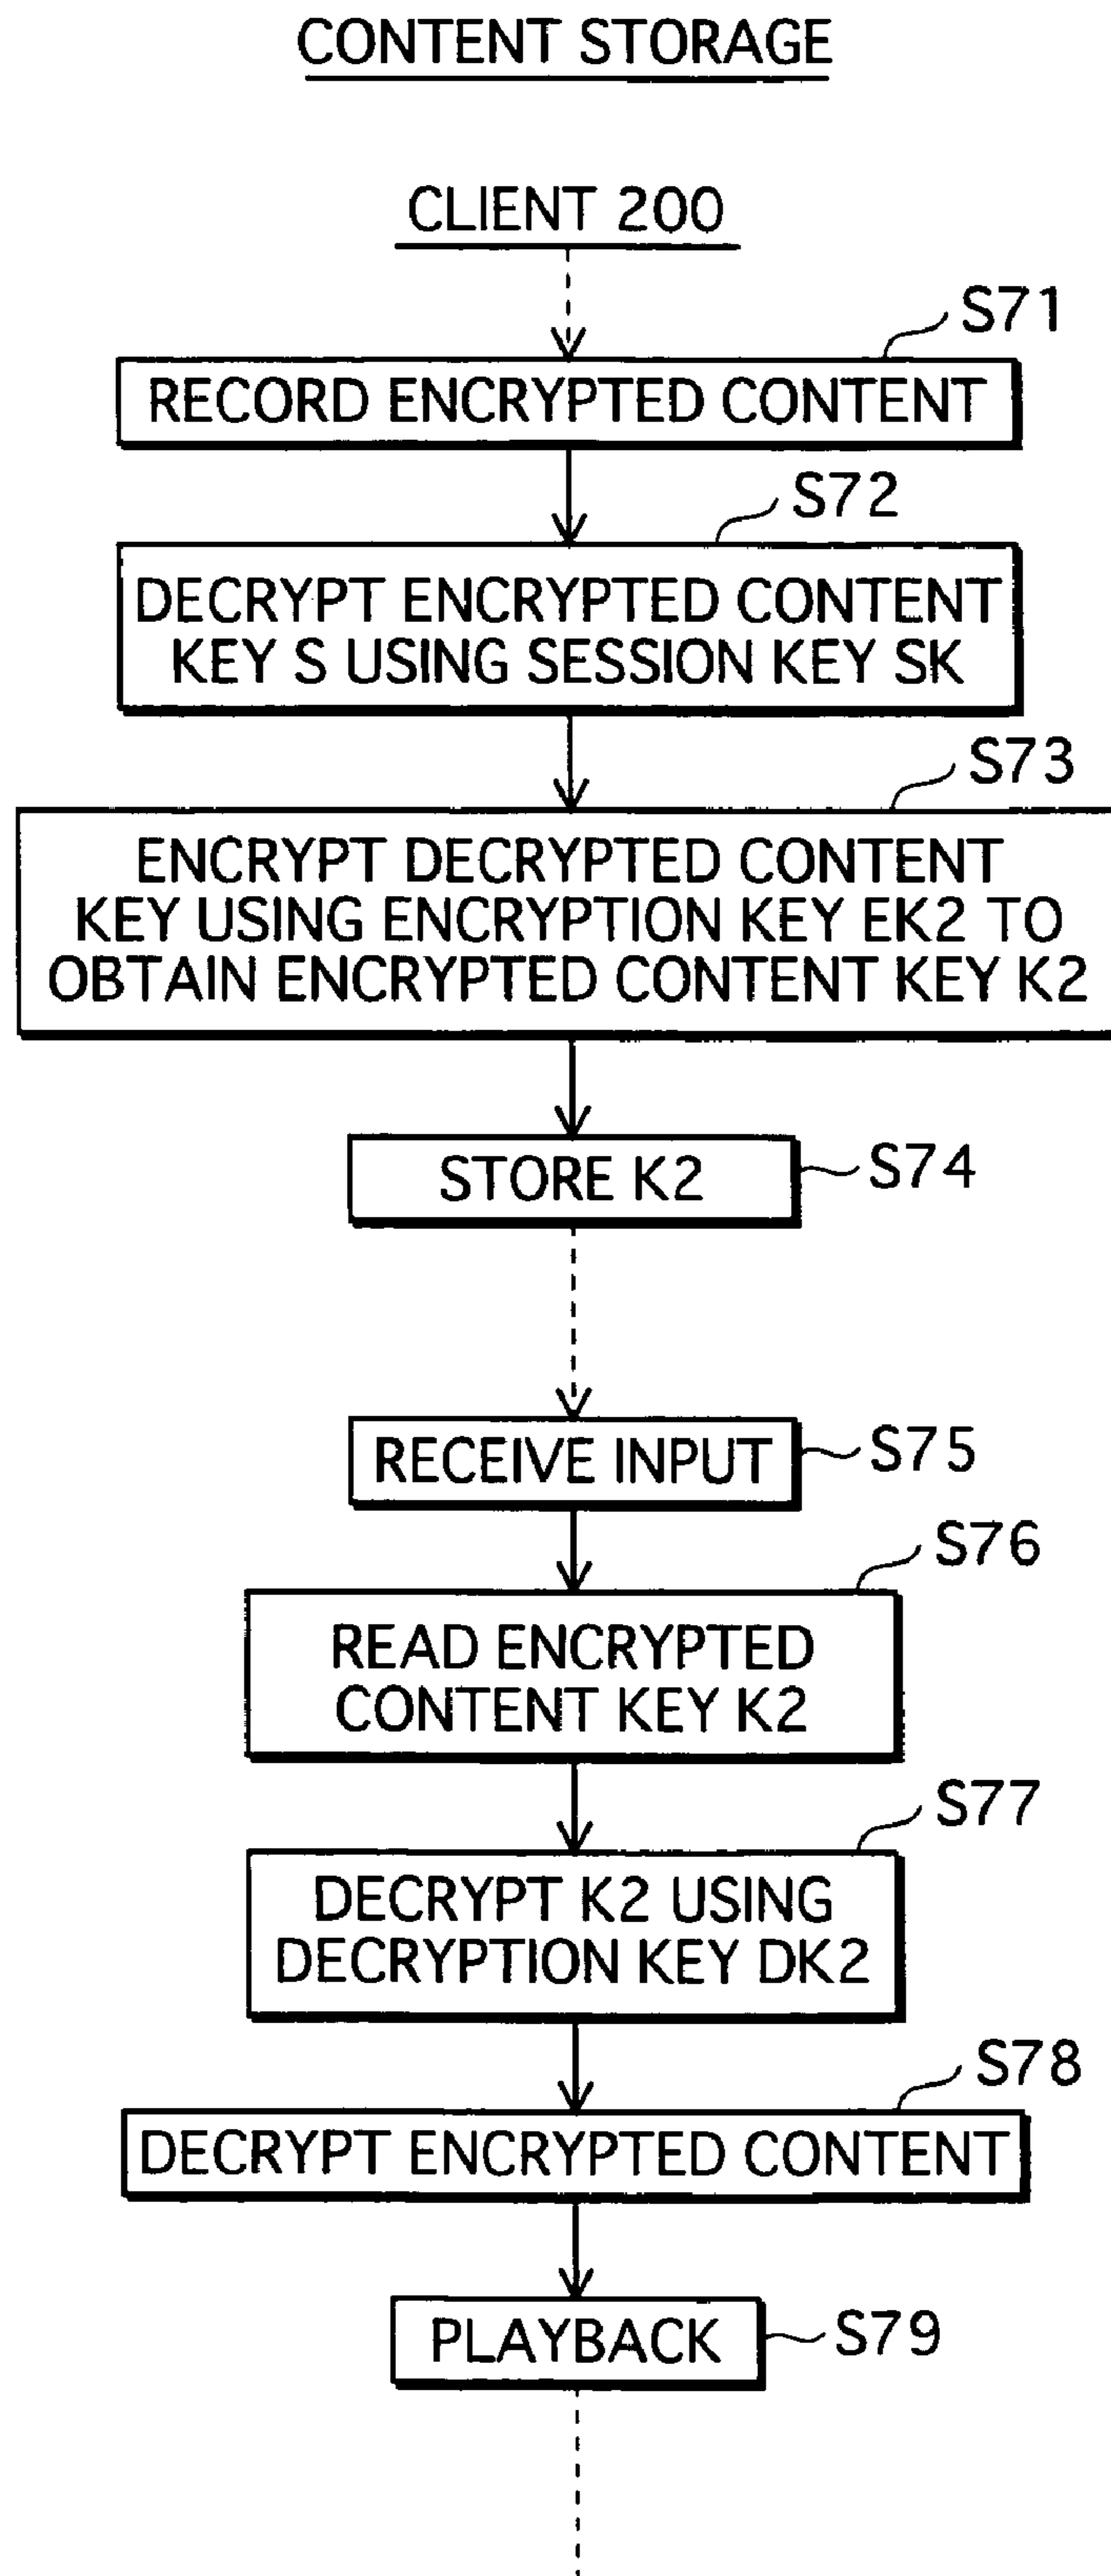 CONTENT STORAGE
CLIENT 200
S71
RECORD ENCRYPTED CONTENT
S72
DECRYPT ENCRYPTED CONTENT
KEY S USING SESSION KEY SK
S73
ENCRYPT DECRYPTED CONTENT
KEY USING ENCRYPTION KEY EK2 TO
OBTAIN ENCRYPTED CONTENT KEY K2
STORE K2
S74
RECEIVE INPUT
S75
S76
READ ENCRYPTED
CONTENT KEY K2
S77
DECRYPT K2 USING
DECRYPTION KEY DK2
S78
DECRYPT ENCRYPTED CONTENT
PLAYBACK
S79